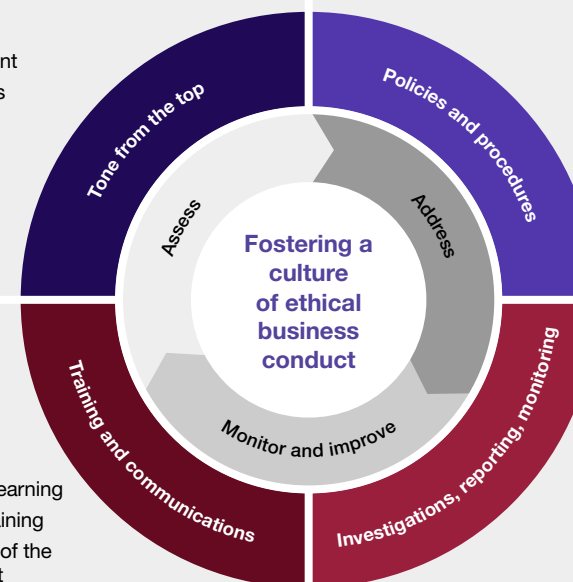 nt
s
Tone from the top
Policies and procedures
Assess
Address
Fostering a
culture
of ethical
business
conduct
Monitor and improve
Training and communications
Investigations, reporting, monitoring
earning
ining
of the
t